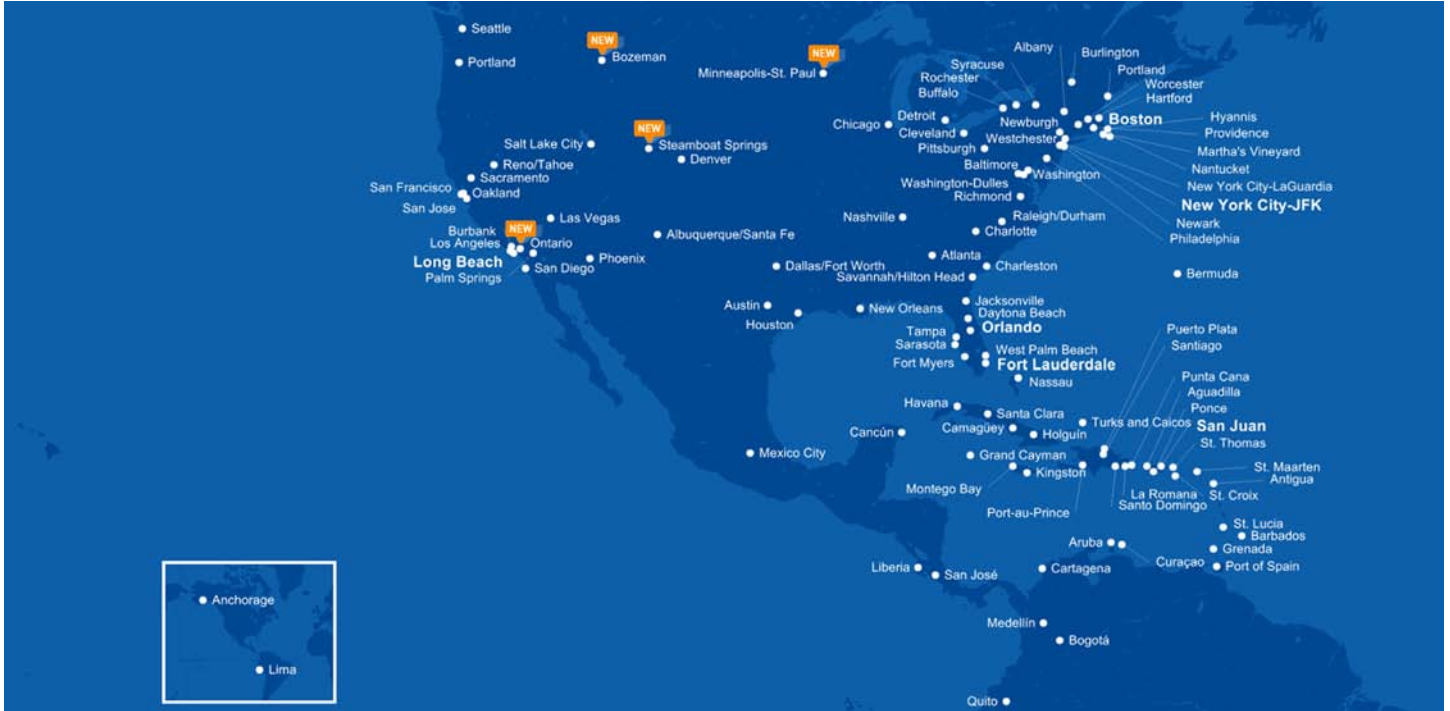 Seattle
Portland
NEW
Bozeman
NEW
Minneapolis-St. Paul
Albany
Burlington
Syracuse
Portland
Rochester
Worcester
Buffalo
Hartford
Chicago
Detroit
Newburgh
Boston
Hyannis
Cleveland
Westchester
Providence
Pittsburgh
Martha's Vineyard
Baltimore
Nantucket
Washington
Washington-Dulles
New York City-LaGuardia
Richmond
New York City-JFK
Newark
Philadelphia
NEW
Salt Lake City
Steamboat Springs
Denver
Reno/Tahoe
Sacramento
San Francisco
Oakland
San Jose
Las Vegas
Nashville
Raleigh/Durham
Charlotte
Burbank
NEW
Los Angeles
Ontario
Long Beach
Palm Springs
San Diego
Phoenix
Albuquerque/Santa Fe
Dallas/Fort Worth
Atlanta
Charleston
Savannah/Hilton Head
Bermuda
Austin
Houston
New Orleans
Jacksonville
Daytona Beach
Orlando
Tampa
Sarasota
West Palm Beach
Fort Myers
Fort Lauderdale
Nassau
Puerto Plata
Santiago
Punta Cana
Aguadilla
Ponce
San Juan
St. Thomas
Havana
Santa Clara
Camagüey
Holguín
Turks and Caicos
Cancún
Mexico City
Grand Cayman
Kingston
Montego Bay
Port-au-Prince
La Romana
Santo Domingo
St. Croix
St. Maarten
Antigua
St. Lucia
Barbados
Grenada
Port of Spain
Aruba
Curaçao
Liberia
San José
Cartagena
Medellín
Bogotá
Quito
Anchorage
Lima